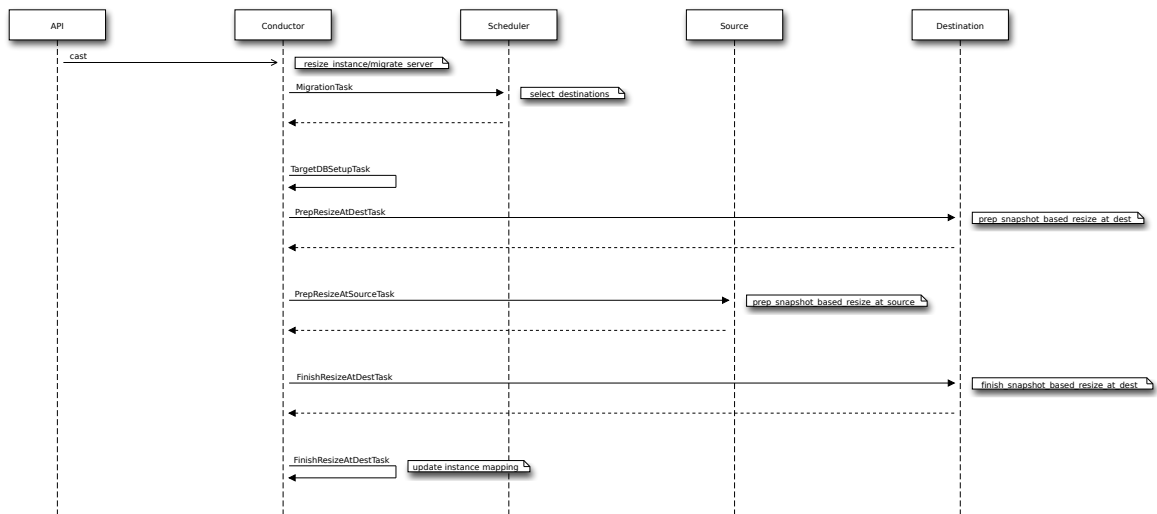 API
Conductor
Scheduler
Source
Destination
cast
resize_instance/migrate_server
MigrationTask
select_destinations
TargetDBSetupTask
PrepResizeAtDestTask
prep_snapshot_based_resize_at_dest
PrepResizeAtSourceTask
prep_snapshot_based_resize_at_source
FinishResizeAtDestTask
finish_snapshot_based_resize_at_dest
FinishResizeAtDestTask
update instance mapping